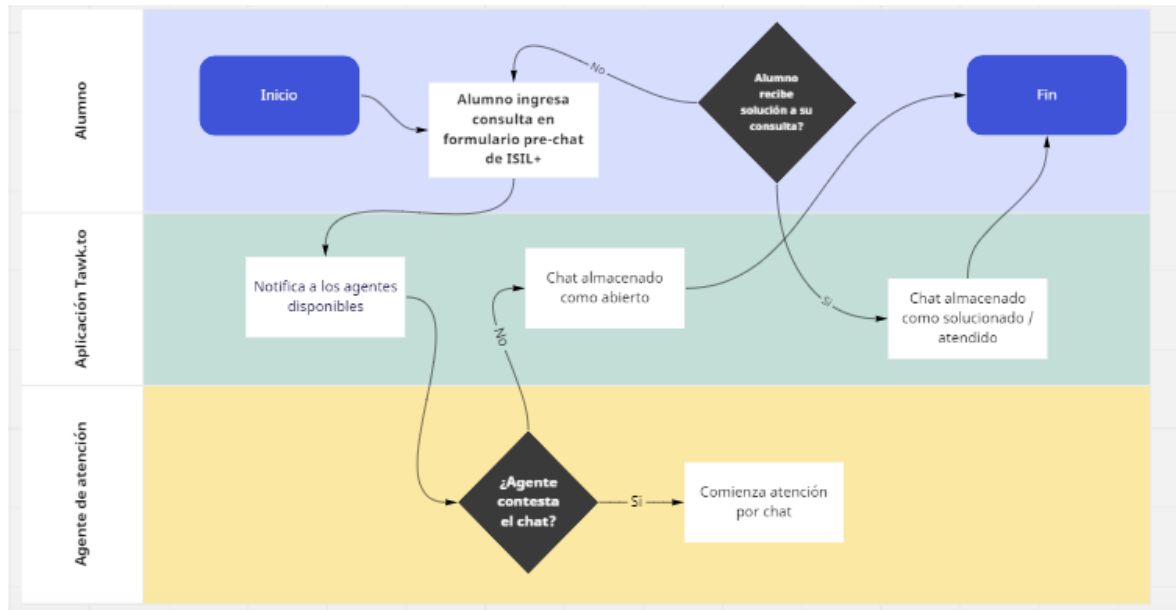 Alumno
Inicio
Alumno ingresa
consulta en
formulario pre-chat
de ISIL+
No
Alumno
recibe
solución a su
consulta?
Fin
Aplicación Tawk.to
Notifica a los agentes
disponibles
No
Chat almacenado
como abierto
Si
Chat almacenado
como solucionado /
atendido
Agente de atención
¿Agente
contesta
el chat?
Si
Comienza atención
por chat